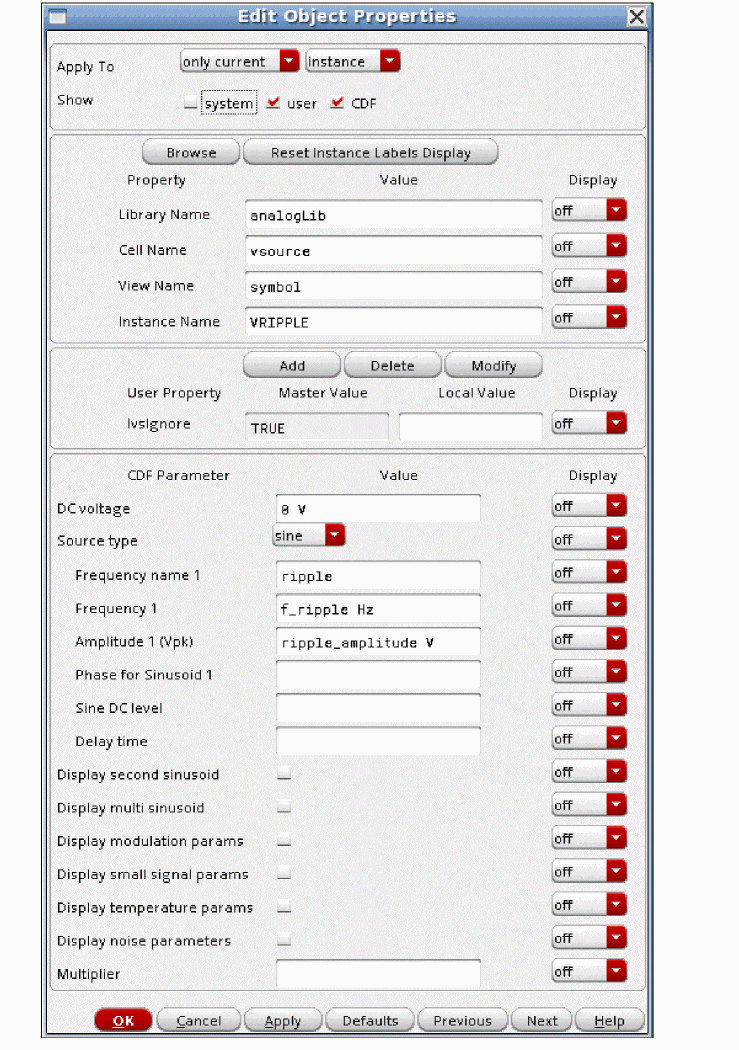 Edit Object Properties
Apply To only current instance
Show system user CDF
Browse Reset Instance Labels Display
Property Value Display
Library Name analogLib off
Cell Name vsource off
View Name symbol off
Instance Name VRIPPLE off
Add Delete Modify
User Property Master Value Local Value Display
lvsIgnore TRUE off
CDF Parameter Value Display
DC voltage 0 V off
Source type sine off
Frequency name 1 ripple off
Frequency 1 f_ripple Hz off
Amplitude 1 (Vpk) ripple_amplitude V off
Phase for Sinusoid 1 off
Sine DC level off
Delay time off
Display second sinusoid off
Display multi sinusoid off
Display modulation params off
Display small signal params off
Display temperature params off
Display noise parameters off
Multiplier off
OK Cancel Apply Defaults Previous Next Help